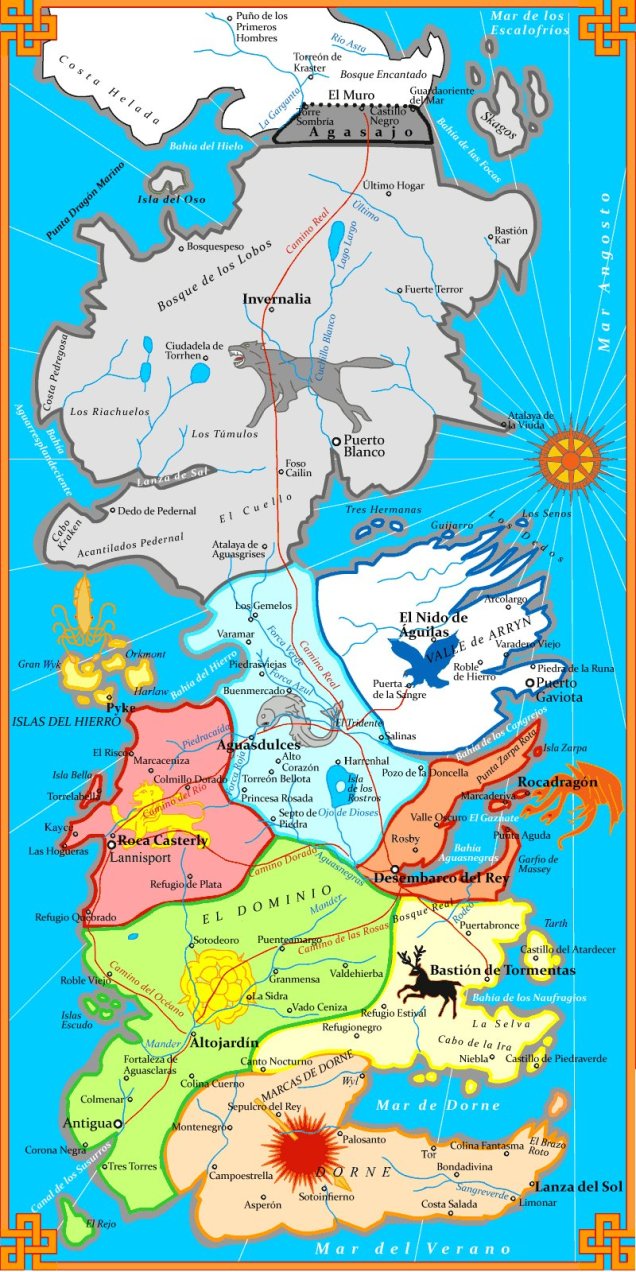 Puño de los
Primeros
Hombres
Mar de los
Escalofríos
Río Asta
Torreón de
Kraster
Costa Helada
Bosque Encantado
El Muro
Guardaoriente
del Mar
La Garganta
Torre
Sombría
Castillo
Negro
Agasajo
Skagos
Bahía del Hielo
Bahía de las Focas
Punta Dragón Marino
Isla del Oso
Último Hogar
Último
Camino Real
Bastión
Kar
Mar Angosto
Bosquespeso
Bosque de los Lobos
Lago Largo
Invernalia
Fuerte Terror
Cuchillo Blanco
Ciudadela de
Torrhen
Costa Pedregosa
Los Riachuelos
Los Túmulos
Atalaya de
la Viuda
Bahía
Aguarresplandeciente
Puerto
Blanco
Foso
Cailin
Lanza de Sal
El Cuello
Dedo de Pedernal
Cabo
Kraken
Acantilados Pedernal
Atalaya de
Aguasgrises
Tres Hermanas
Guijarro
Los Senos
Los Dedos
Los Gemelos
Arcolargo
El Nido de
Águilas
VALLE de ARRYN
Varamar
Forca Verde
Camino Real
Varadero Viejo
Orkmont
Gran Wyk
Harlaw
Piedrasviejas
Forca Azul
Roble
de Hierro
Piedra de la Runa
Bahía del Hierro
Buenmercado
Puerta
de la Sangre
Puerto
Gaviota
Pyke
ISLAS DEL HIERRO
El Tridente
Piedracaída
Aguasdulces
Salinas
Bahía de los Cangrejos
El Risco
Marcaceniza
Alto
Corazón
Harrenhal
Punta Zarpa Rota
Isla Zarpa
Isla Bella
Colmillo Dorado
Forca Roja
Torreón Bellota
Pozo de la Doncella
Rocadragón
Torrelabella
Camino del Río
Princesa Rosada
Isla
de los
Rostros
Marcaderiva
Kayce
Septo de
Piedra
Ojo de Dioses
Valle Oscuro
El Gaznate
Las Hogueras
Roca Casterly
Lannisport
Rosby
Punta Aguda
Bahía
Aguasnegras
Garfio de
Massey
Camino Dorado
Aguasnegras
Refugio de Plata
Desembarco del Rey
EL DOMINIO
Mander
Bosque Real
Refugio Quebrado
Rodeo
Tarth
Sotodeoro
Puenteamargo
Camino de las Rosas
Puertabronce
Castillo del Atardecer
Roble Viejo
Camino del Océano
Granmensa
Valdehierba
Bastión de Tormentas
La Sidra
Bahía de los Naufragios
Islas
Escudo
Vado Ceniza
Refugio Estival
La Selva
Mander
Altojardín
Refugionegro
Cabo de la Ira
Fortaleza de
Aguasclaras
Canto Nocturno
Niebla
Castillo de Piedraverde
Colina Cuerno
MARCAS DE DORNE
Wyl
Colmenar
Sepulcro del Rey
Mar de Dorne
Antigua
Montenegro
Palosanto
El Brazo
Roto
Corona Negra
Tor
Colina Fantasma
Canal de los Susurros
Tres Torres
Campoestrella
DORNE
Bondadivina
Sangreverde
Lanza del Sol
Asperón
Sotoinfierno
Costa Salada
Limonar
El Rejo
Mar del Verano